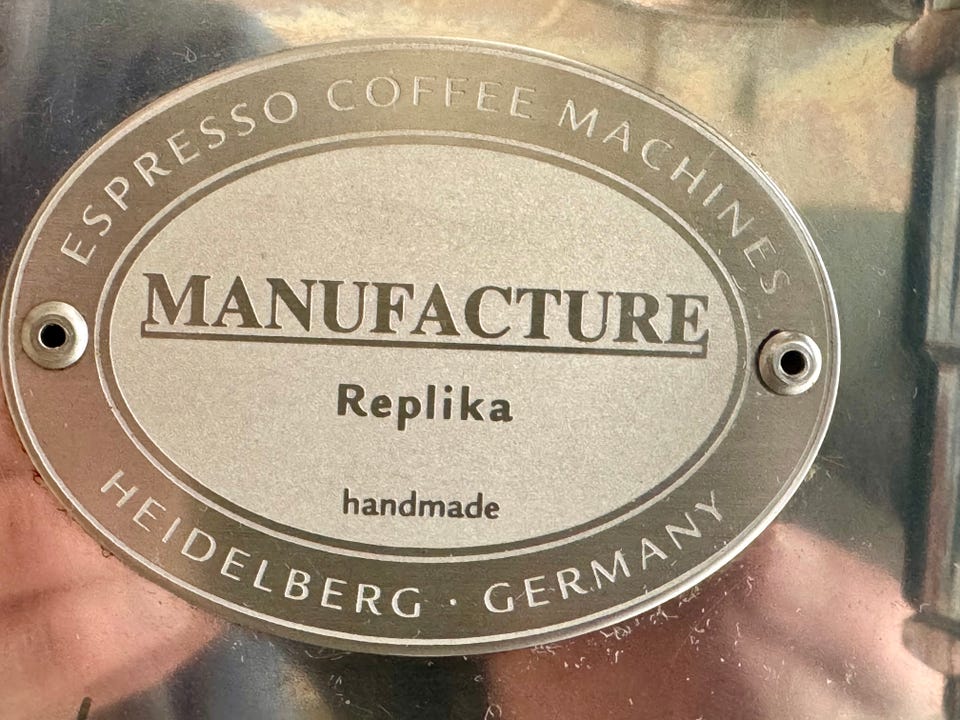 ESPRESSO COFFEE MACHINES
MANUFACTURE
Replika
handmade
HEIDELBERG · GERMANY